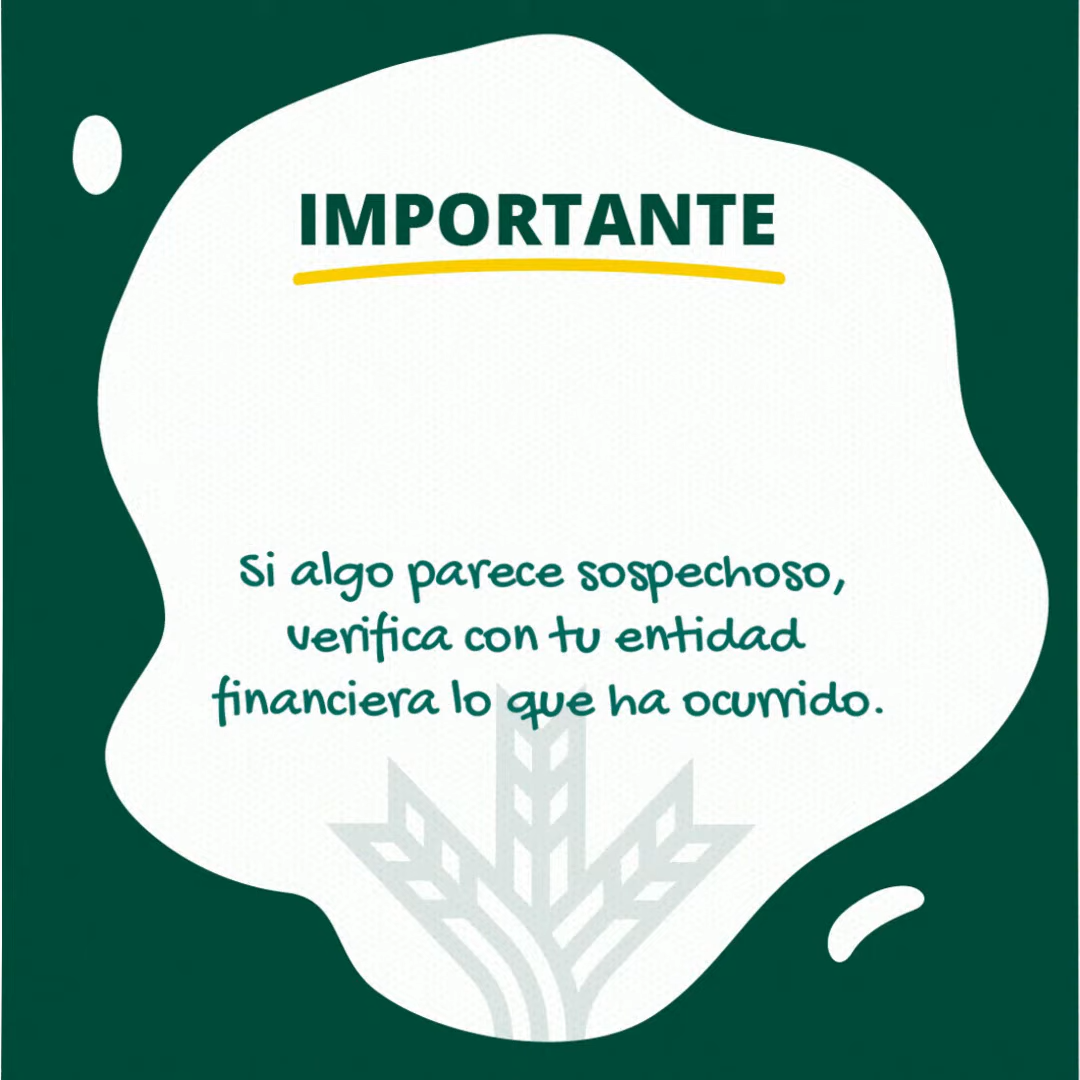 IMPORTANTE
Si algo parece sospechoso,
verifica con tu entidad
financiera lo que ha ocurrido.